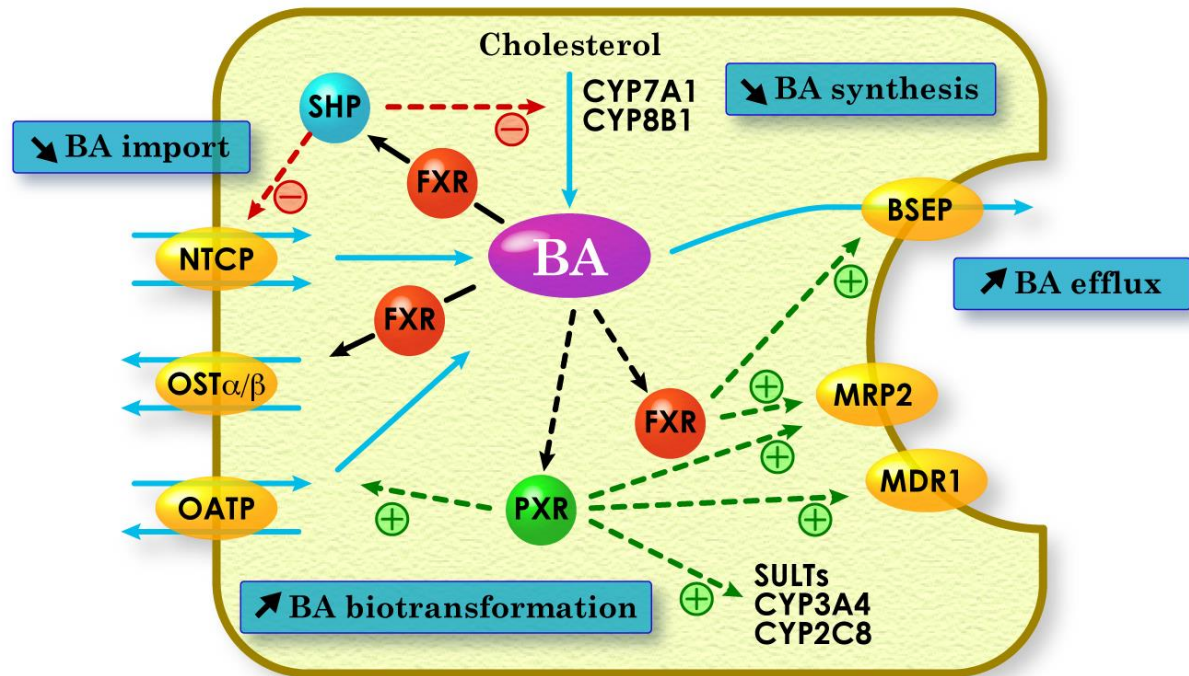 Cholesterol
CYP7A1
CYP8B1
↘ BA synthesis
SHP
−
↘ BA import
−
FXR
BSEP
NTCP
BA
+
↗ BA efflux
FXR
OSTα/β
+
MRP2
FXR
+
MDR1
OATP
PXR
+
+
SULTs
CYP3A4
CYP2C8
+
↗ BA biotransformation